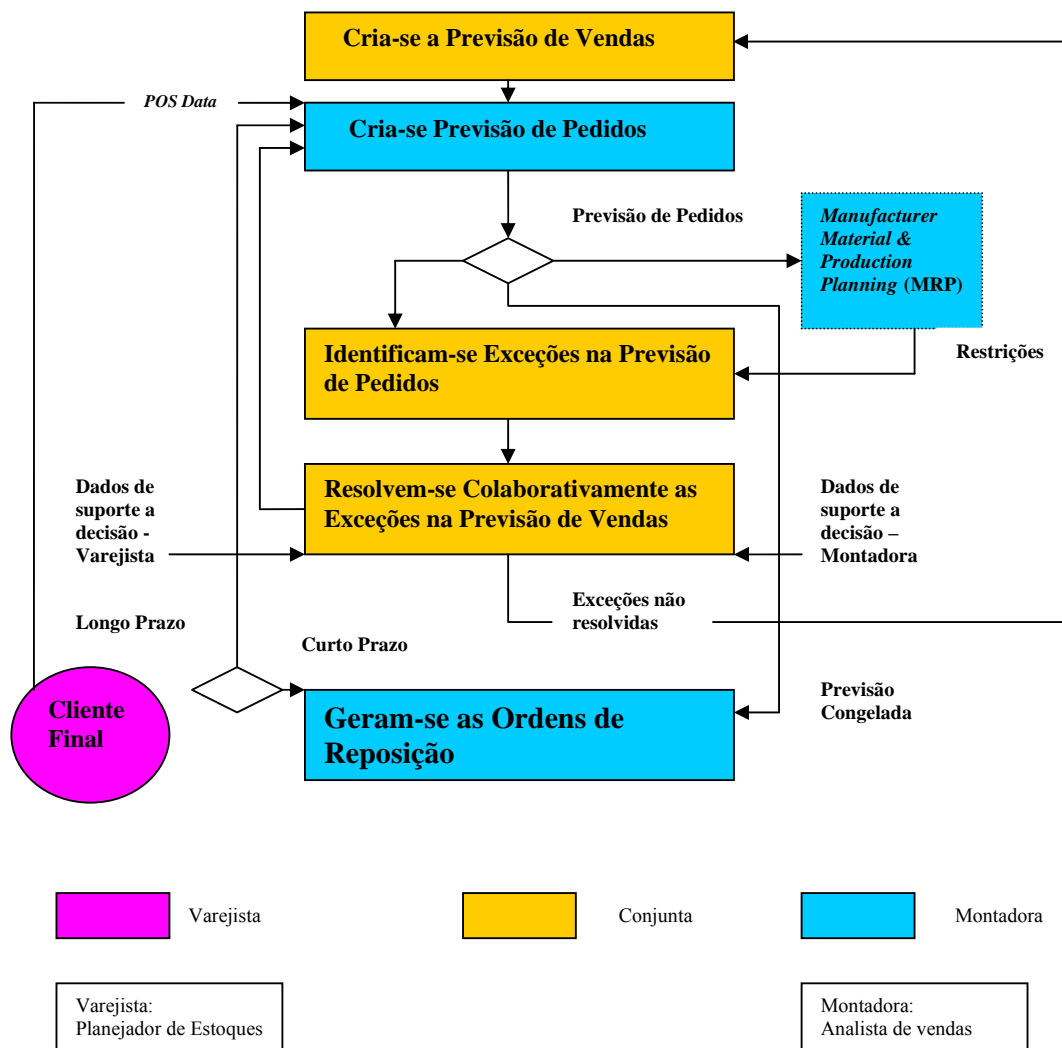 Cria-se a Previsão de Vendas
POS Data
Cria-se Previsão de Pedidos
Previsão de Pedidos
Manufacturer
Material &
Production
Planning (MRP)
Restrições
Identificam-se Exceções na Previsão
de Pedidos
Dados de
suporte a
decisão -
Varejista
Resolvem-se Colaborativamente as
Exceções na Previsão de Vendas
Dados de
suporte a
decisão –
Montadora
Exceções não
resolvidas
Longo Prazo
Curto Prazo
Cliente
Final
Geram-se as Ordens de
Reposição
Previsão
Congelada
Varejista
Conjunta
Montadora
Varejista:
Planejador de Estoques
Montadora:
Analista de vendas